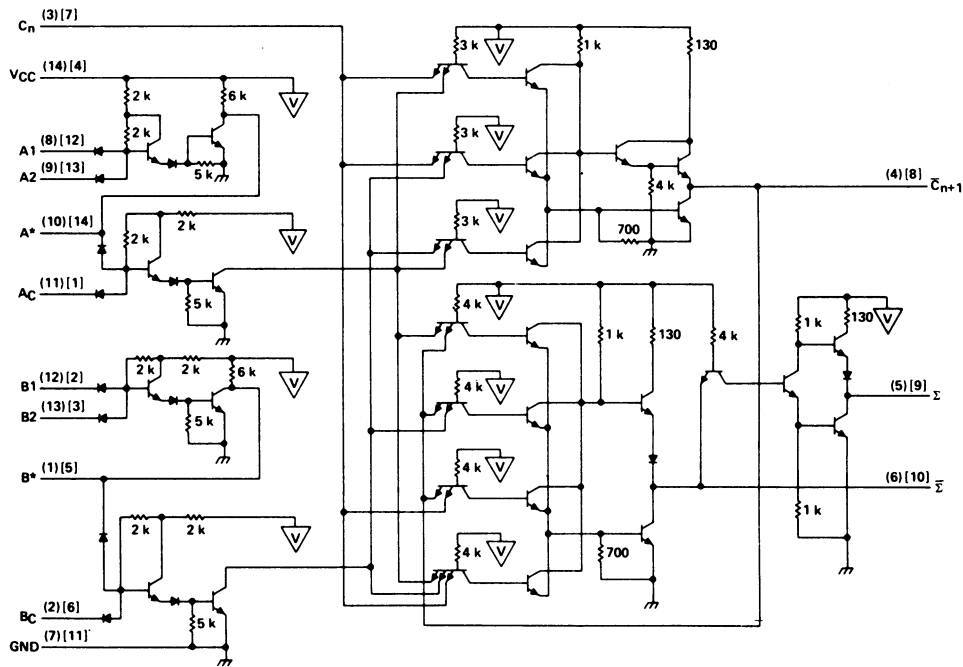 Cn (3)[7]
VCC (14)[4]
V
2 k
6 k
2 k
A1 (8)[12]
A2 (9)[13]
5 k
A* (10)[14]
V
2 k
2 k
AC (11)[1]
5 k
2 k
2 k
6 k
V
B1 (12)[2]
B2 (13)[3]
5 k
B* (1)[5]
2 k
2 k
V
BC (2)[6]
5 k
GND (7)[11]
3 k
V
1 k
130
3 k
V
4 k
(4)[8] C̅n+1
3 k
V
700
4 k
V
1 k
130
4 k
1 k
130
V
4 k
V
(5)[9] Σ
4 k
V
(6)[10] Σ̅
1 k
4 k
V
700